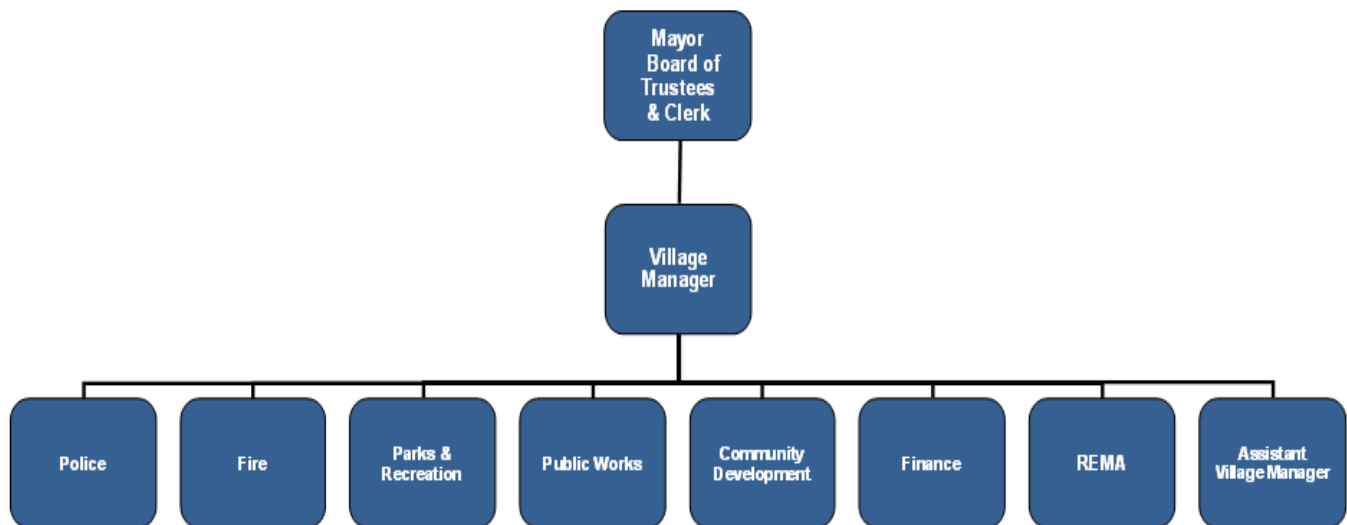 Mayor
Board of
Trustees
& Clerk
Village
Manager
Police
Fire
Parks &
Recreation
Public Works
Community
Development
Finance
REMA
Assistant
Village Manager